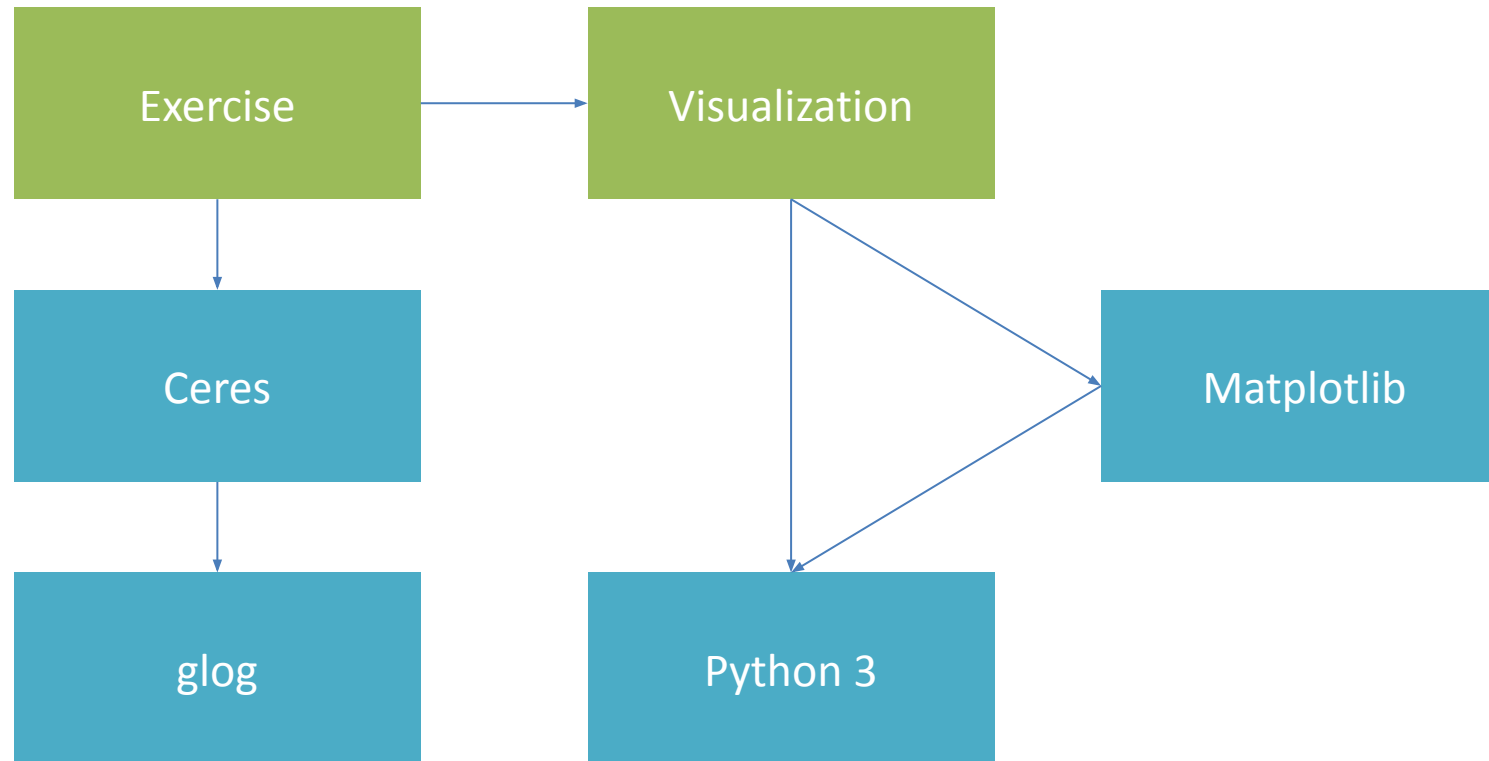 Exercise
Visualization
Ceres
Matplotlib
glog
Python 3